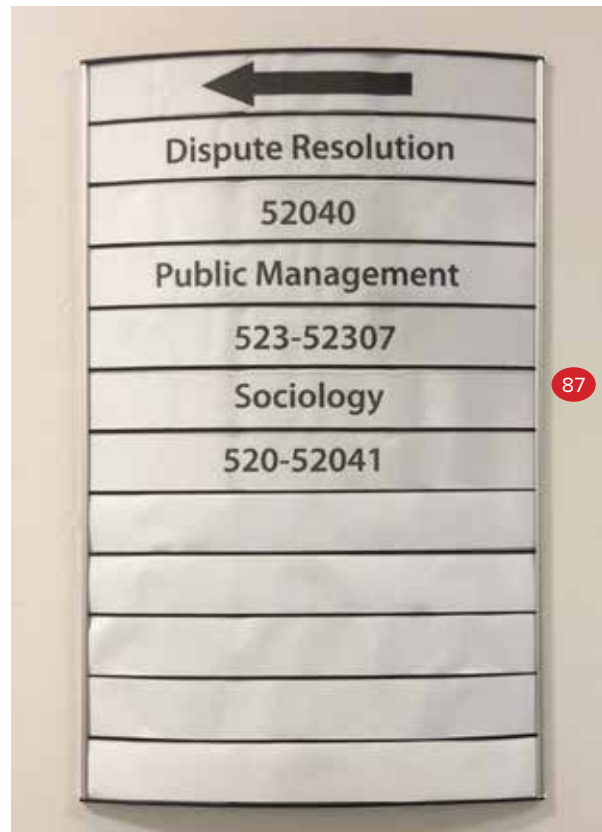 Dispute Resolution
52040
Public Management
523-52307
Sociology
87
520-52041